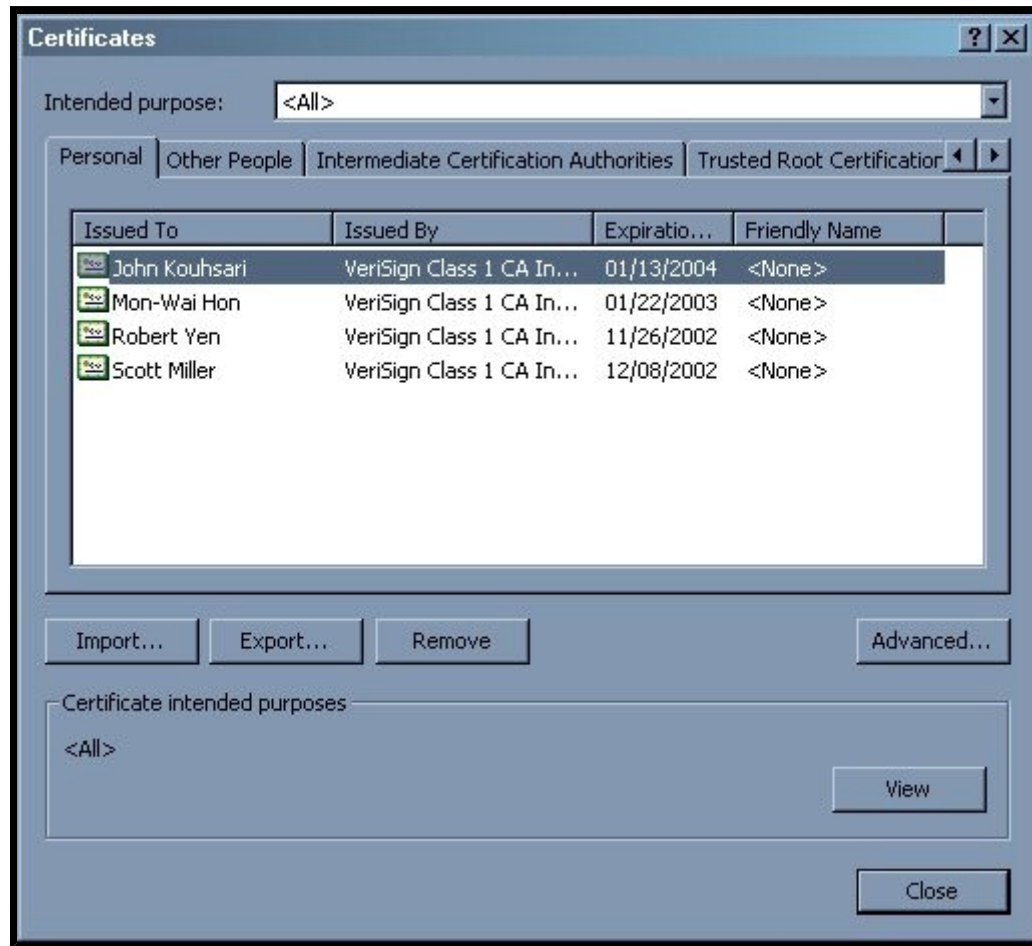 Certificates
Intended purpose: <All>
Personal Other People Intermediate Certification Authorities Trusted Root Certification
Issued To Issued By Expiratio... Friendly Name
John Kouhsari VeriSign Class 1 CA In... 01/13/2004 <None>
Mon-Wai Hon VeriSign Class 1 CA In... 01/22/2003 <None>
Robert Yen VeriSign Class 1 CA In... 11/26/2002 <None>
Scott Miller VeriSign Class 1 CA In... 12/08/2002 <None>
Import... Export... Remove Advanced...
Certificate intended purposes
<All>
View
Close